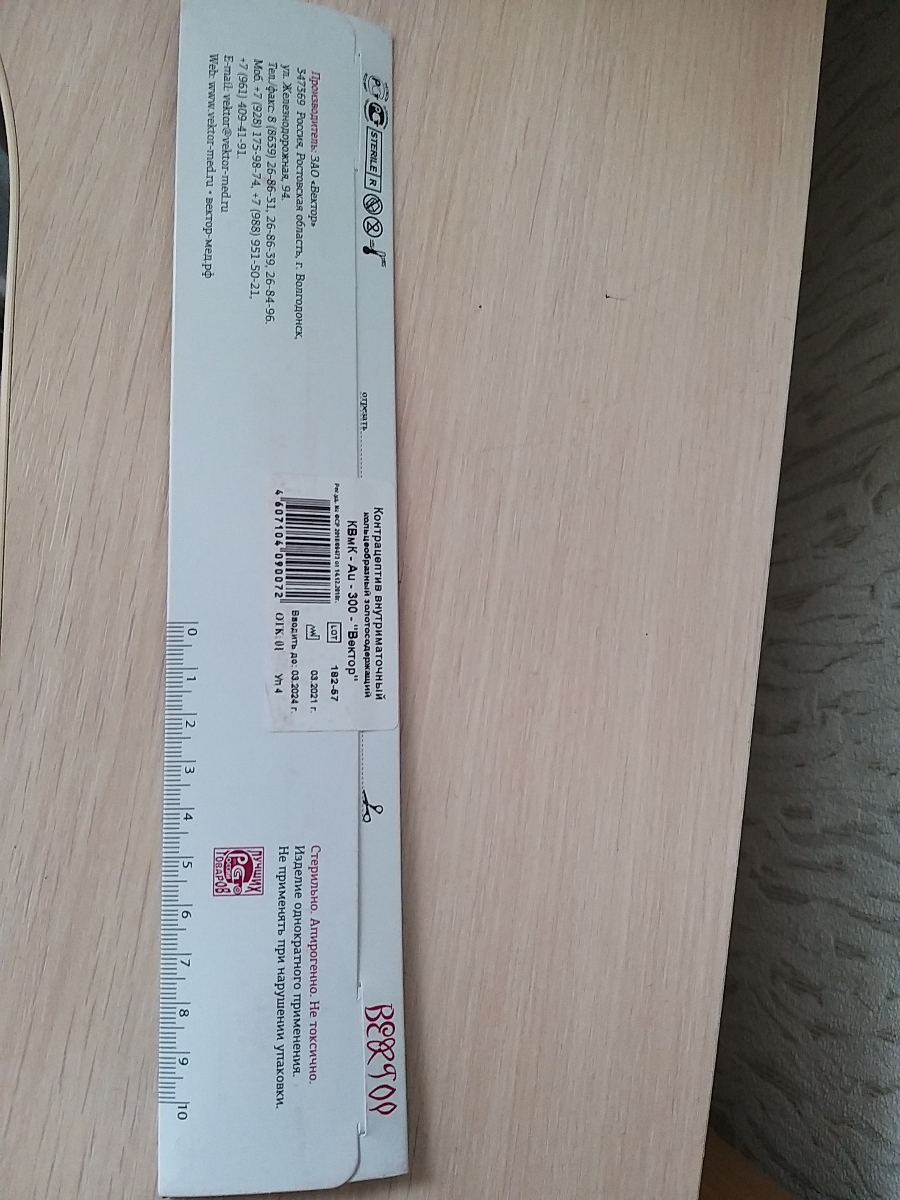 STERILE R
Производитель: ЗАО «Вектор»
347369 Россия, Ростовская область, г. Волгодонск,
ул. Железнодорожная, 94.
Тел./факс: 8 (8639) 26-86-31, 26-86-39, 26-84-96.
Моб. +7 (928) 175-98-74, +7 (988) 951-50-21,
+7 (961) 409-41-91.
E-mail: vektor@vektor-med.ru
Web: www.vektor-med.ru • вектор-мед.рф
отрезать
Контрацептив внутриматочный
кольцеобразный золотосодержащий
КВмК - Au - 300 - "Вектор"
LOT 182-57
03.2021 г.
Вводить до: 03.2024 г.
4 607104 090072
ОТК: 01 Уп 4
ВЕКТОР
Стерильно. Апирогенно. Не токсично.
Изделие однократного применения.
Не применять при нарушении упаковки.
ЛУЧШИХ
ТОВАРОВ
0 1 2 3 4 5 6 7 8 9 10